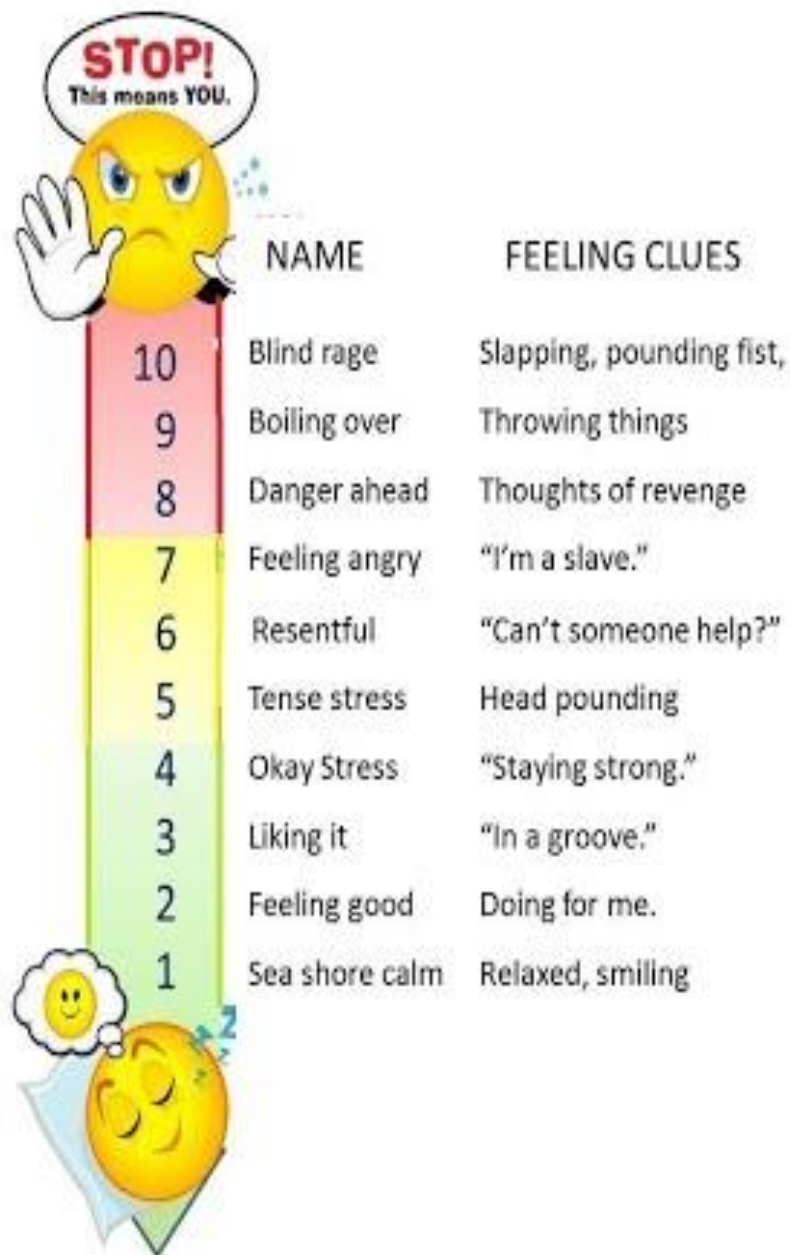 STOP!
This means YOU.
NAME FEELING CLUES
10 Blind rage Slapping, pounding fist,
9 Boiling over Throwing things
8 Danger ahead Thoughts of revenge
7 Feeling angry “I’m a slave.”
6 Resentful “Can’t someone help?”
5 Tense stress Head pounding
4 Okay Stress “Staying strong.”
3 Liking it “In a groove.”
2 Feeling good Doing for me.
1 Sea shore calm Relaxed, smiling
z z z z